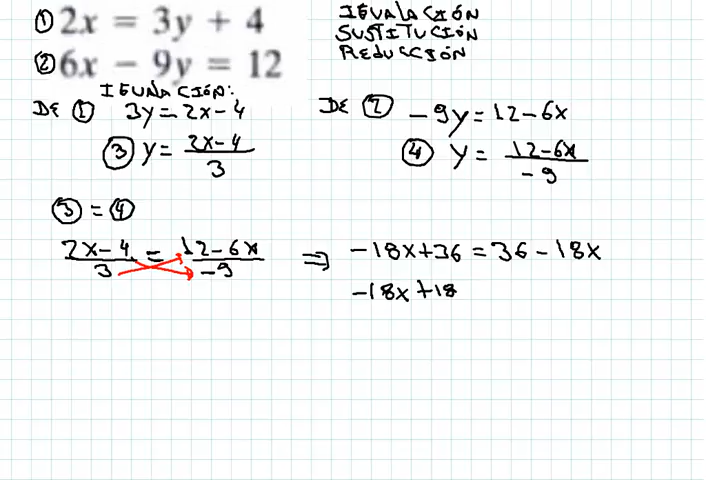 ① 2x = 3y + 4
② 6x − 9y = 12
IGUALACIÓN
SUSTITUCIÓN
REDUCCIÓN
IGUALACIÓN:
DE ① 3y = 2x - 4
③ y = (2x - 4)/3
DE ② -9y = 12 - 6x
④ y = (12 - 6x)/-9
③ = ④
(2x - 4)/3 = (12 - 6x)/-9 ⇒ -18x + 36 = 36 - 18x
-18x + 18